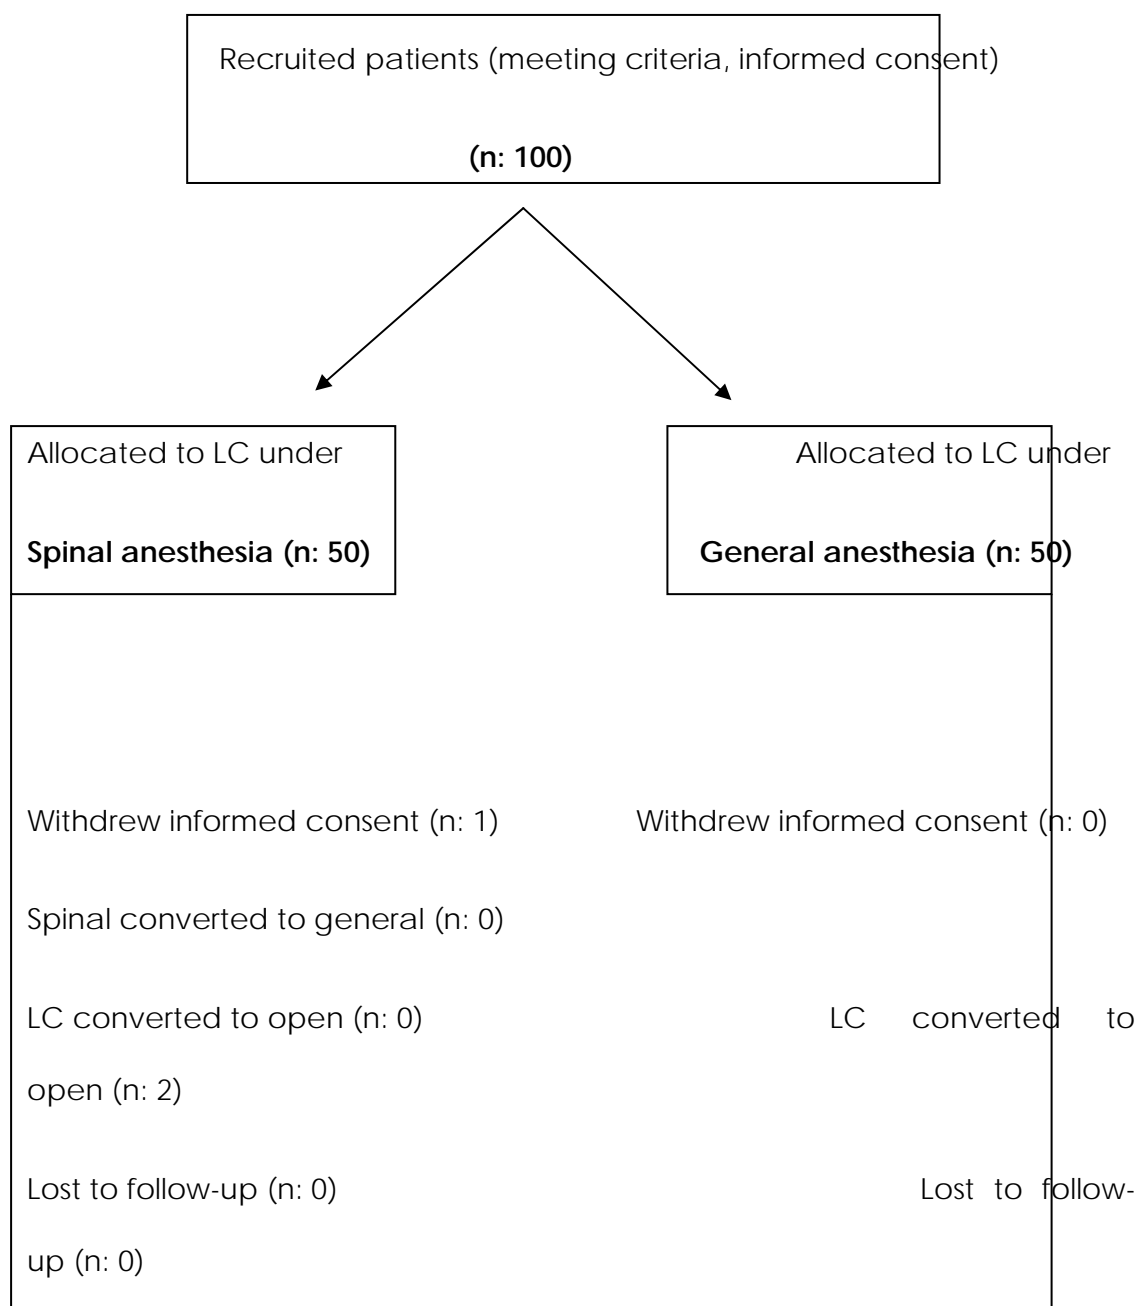 Recruited patients (meeting criteria, informed consent)
(n: 100)
Allocated to LC under Allocated to LC under
Spinal anesthesia (n: 50) General anesthesia (n: 50)
Withdrew informed consent (n: 1) Withdrew informed consent (n: 0)
Spinal converted to general (n: 0)
LC converted to open (n: 0) LC converted to
open (n: 2)
Lost to follow-up (n: 0) Lost to follow-
up (n: 0)